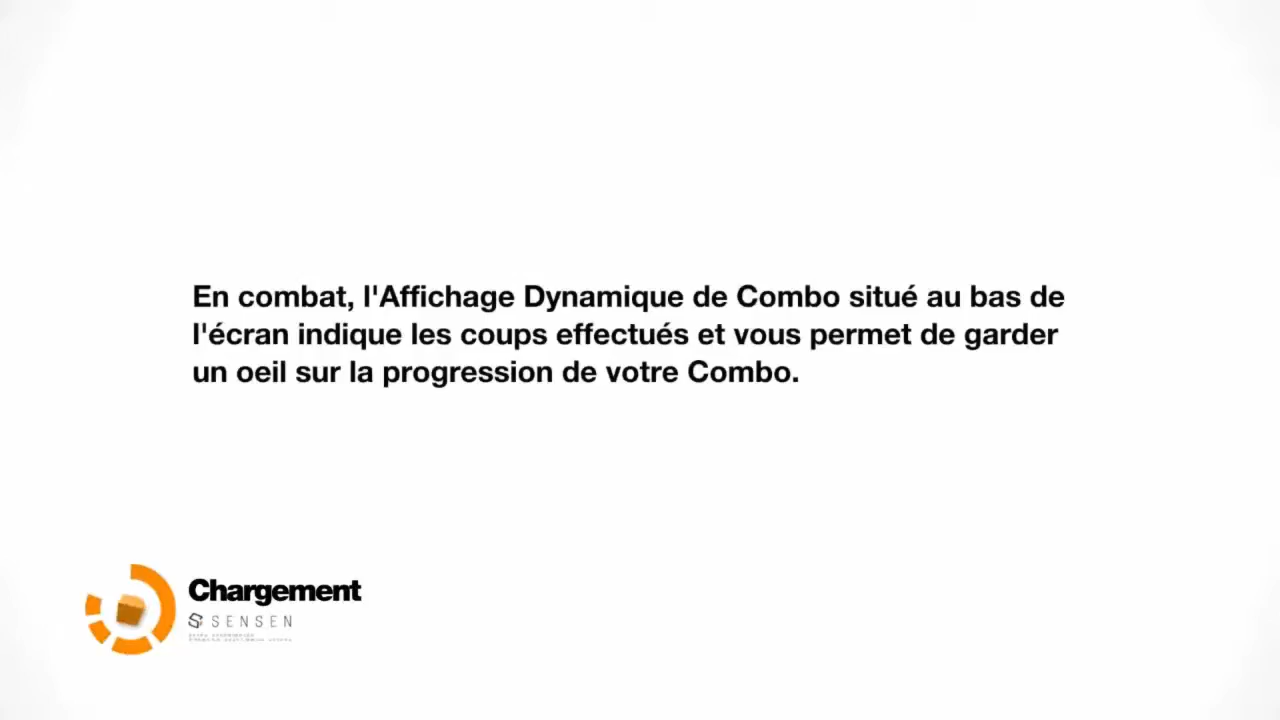 En combat, l'Affichage Dynamique de Combo situé au bas de
l'écran indique les coups effectués et vous permet de garder
un oeil sur la progression de votre Combo.
Chargement
SENSEN